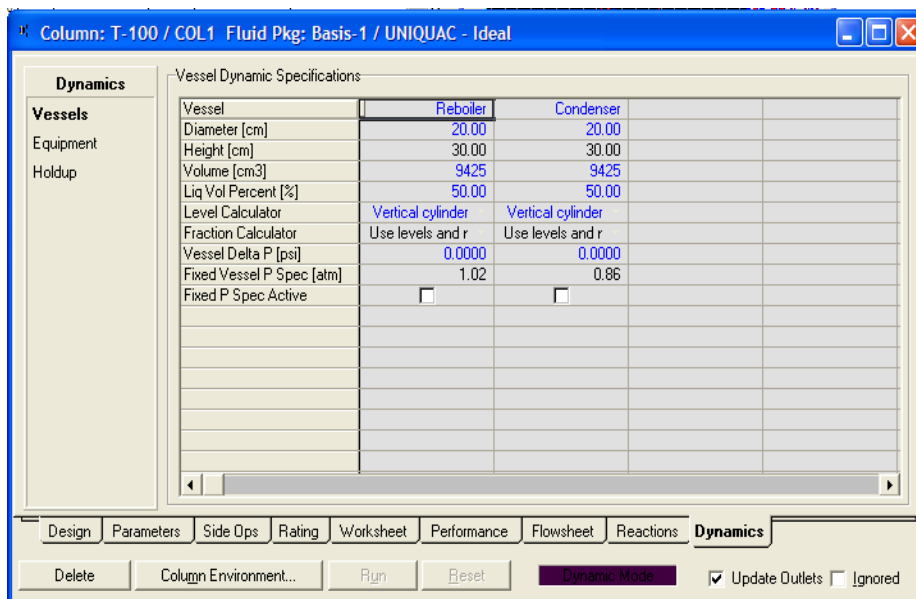 Column: T-100 / COL1 Fluid Pkg: Basis-1 / UNIQUAC - Ideal
Dynamics
Vessels
Equipment
Holdup
Vessel Dynamic Specifications
Vessel Reboiler Condenser
Diameter [cm] 20.00 20.00
Height [cm] 30.00 30.00
Volume [cm3] 9425 9425
Liq Vol Percent [%] 50.00 50.00
Level Calculator Vertical cylinder Vertical cylinder
Fraction Calculator Use levels and r Use levels and r
Vessel Delta P [psi] 0.0000 0.0000
Fixed Vessel P Spec [atm] 1.02 0.86
Fixed P Spec Active
Design Parameters Side Ops Rating Worksheet Performance Flowsheet Reactions Dynamics
Delete Column Environment... Run Reset Dynamic Mode Update Outlets Ignored